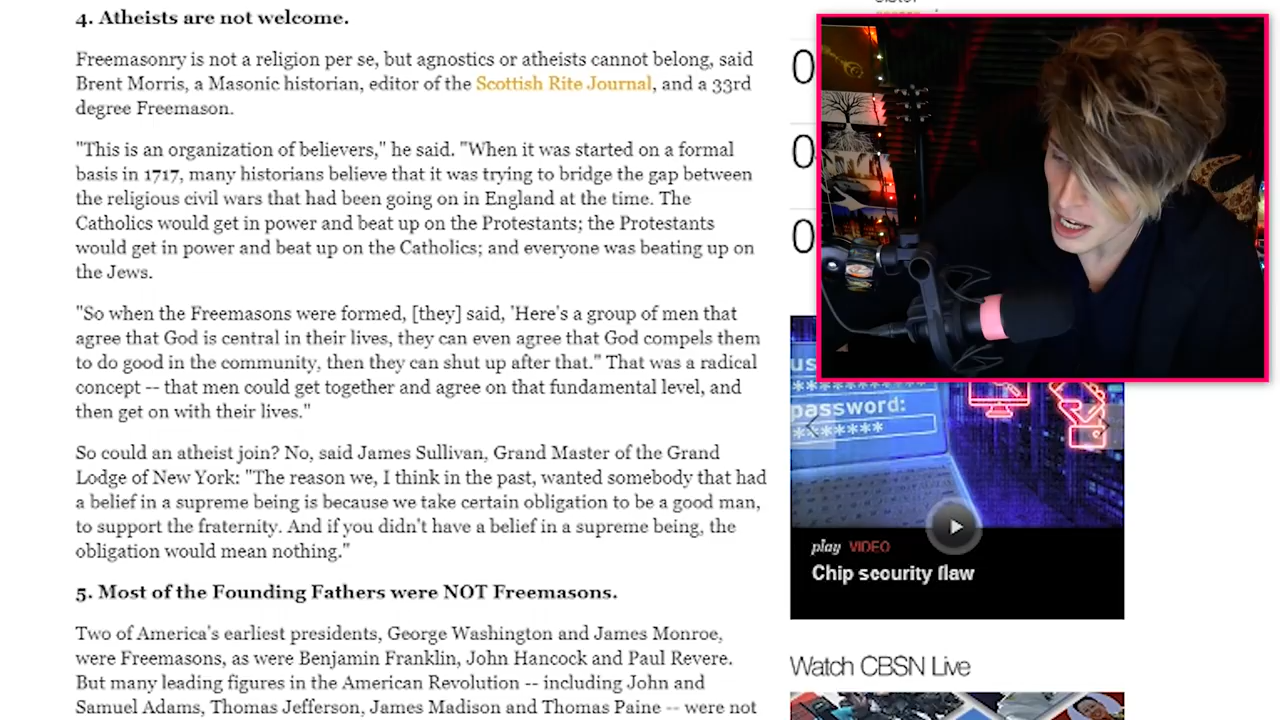 4. Atheists are not welcome.
Freemasonry is not a religion per se, but agnostics or atheists cannot belong, said
Brent Morris, a Masonic historian, editor of the Scottish Rite Journal, and a 33rd
degree Freemason.
"This is an organization of believers," he said. "When it was started on a formal
basis in 1717, many historians believe that it was trying to bridge the gap between
the religious civil wars that had been going on in England at the time. The
Catholics would get in power and beat up on the Protestants; the Protestants
would get in power and beat up on the Catholics; and everyone was beating up on
the Jews.
"So when the Freemasons were formed, [they] said, 'Here's a group of men that
agree that God is central in their lives, they can even agree that God compels them
to do good in the community, then they can shut up after that." That was a radical
concept -- that men could get together and agree on that fundamental level, and
then get on with their lives."
So could an atheist join? No, said James Sullivan, Grand Master of the Grand
Lodge of New York: "The reason we, I think in the past, wanted somebody that had
a belief in a supreme being is because we take certain obligation to be a good man,
to support the fraternity. And if you didn't have a belief in a supreme being, the
obligation would mean nothing."
5. Most of the Founding Fathers were NOT Freemasons.
Two of America's earliest presidents, George Washington and James Monroe,
were Freemasons, as were Benjamin Franklin, John Hancock and Paul Revere.
But many leading figures in the American Revolution -- including John and
Samuel Adams, Thomas Jefferson, James Madison and Thomas Paine -- were not
0
0
0
us
**********
password:
*******
play VIDEO
Chip security flaw
Watch CBSN Live